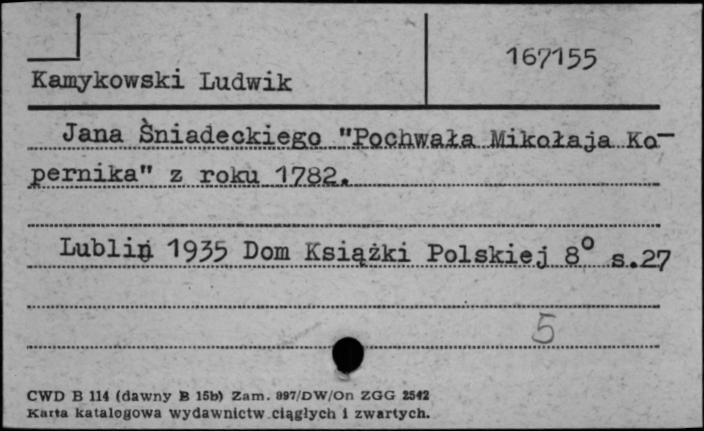 167155
Kamykowski Ludwik
Jana Śniadeckiego "Pochwała Mikołaja Ko-
pernika" z roku 1782.
Lublin 1935 Dom Książki Polskiej 8° s.27
5
CWD B 114 (dawny B 15b) Zam. 897/DW/On ZGG 2542
Karta katalogowa wydawnictw ciągłych i zwartych.